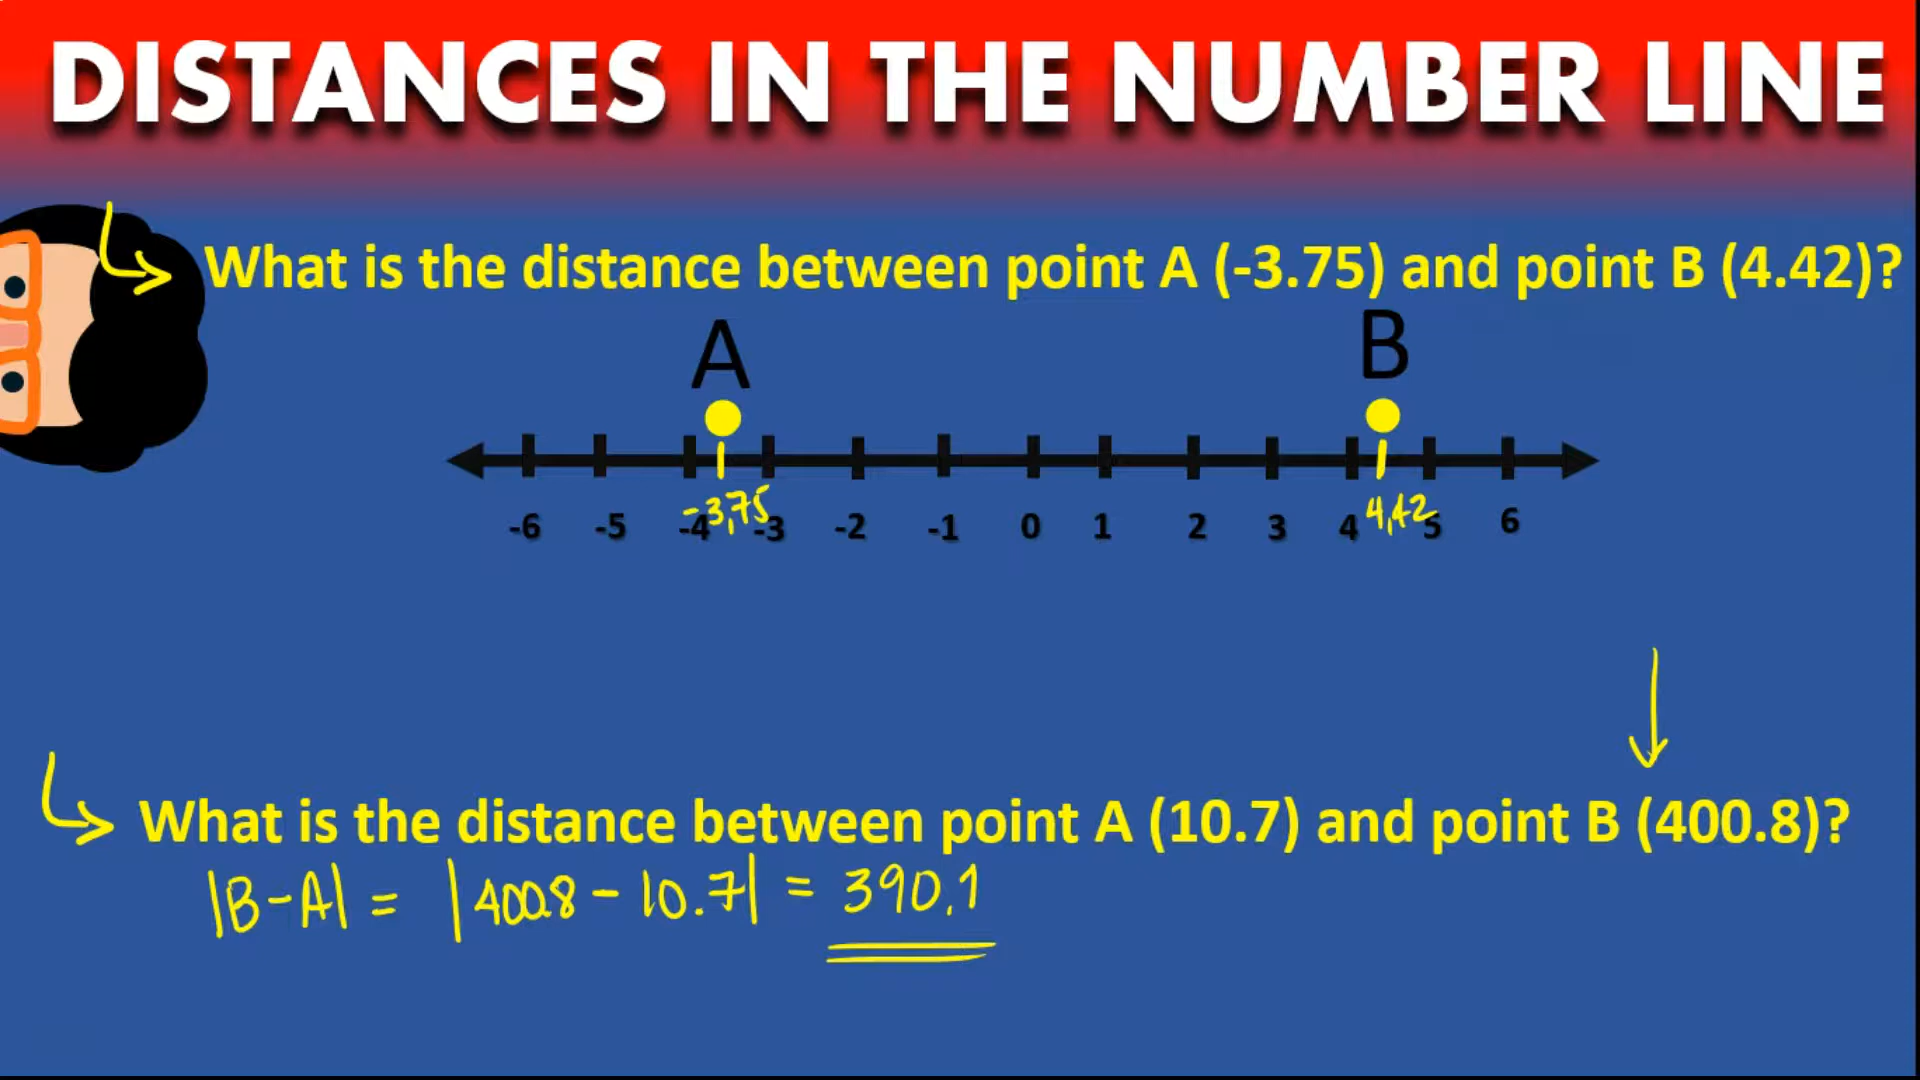 DISTANCES IN THE NUMBER LINE
What is the distance between point A (-3.75) and point B (4.42)?
A B
-3,75 4,42
-6 -5 -4 -3 -2 -1 0 1 2 3 4 5 6
What is the distance between point A (10.7) and point B (400.8)?
|B-A| = |400.8 - 10.7| = 390.1